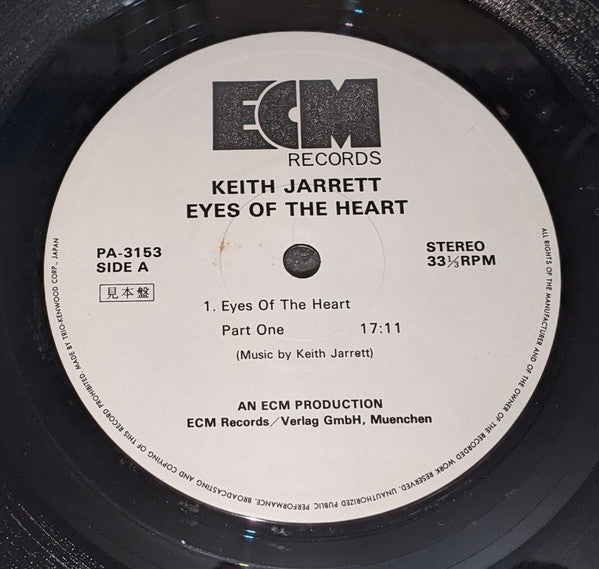 ECM
RECORDS
KEITH JARRETT
EYES OF THE HEART
PA-3153
SIDE A
見本盤
STEREO
33⅓RPM
1. Eyes Of The Heart
Part One 17:11
(Music by Keith Jarrett)
AN ECM PRODUCTION
ECM Records／Verlag GmbH, Muenchen
ALL RIGHTS OF THE MANUFACTURER AND OF THE OWNER OF THE RECORDED WORK RESERVED. UNAUTHORIZED PUBLIC PERFORMANCE, BROADCASTING AND COPYING OF THIS RECORD PROHIBITED. MADE BY TRIO-KENWOOD CORP., JAPAN